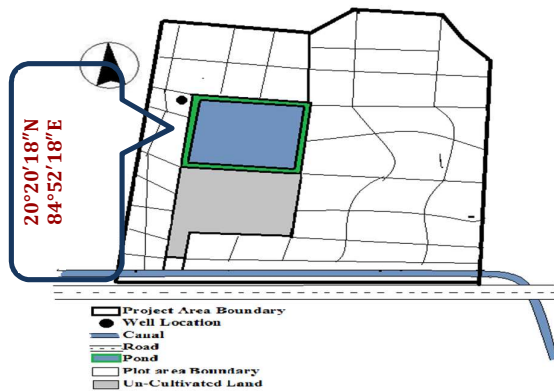 20°20'18"N
84°52'18"E
Project Area Boundary
Well Location
Canal
Road
Pond
Plot area Boundary
Un-Cultivated Land